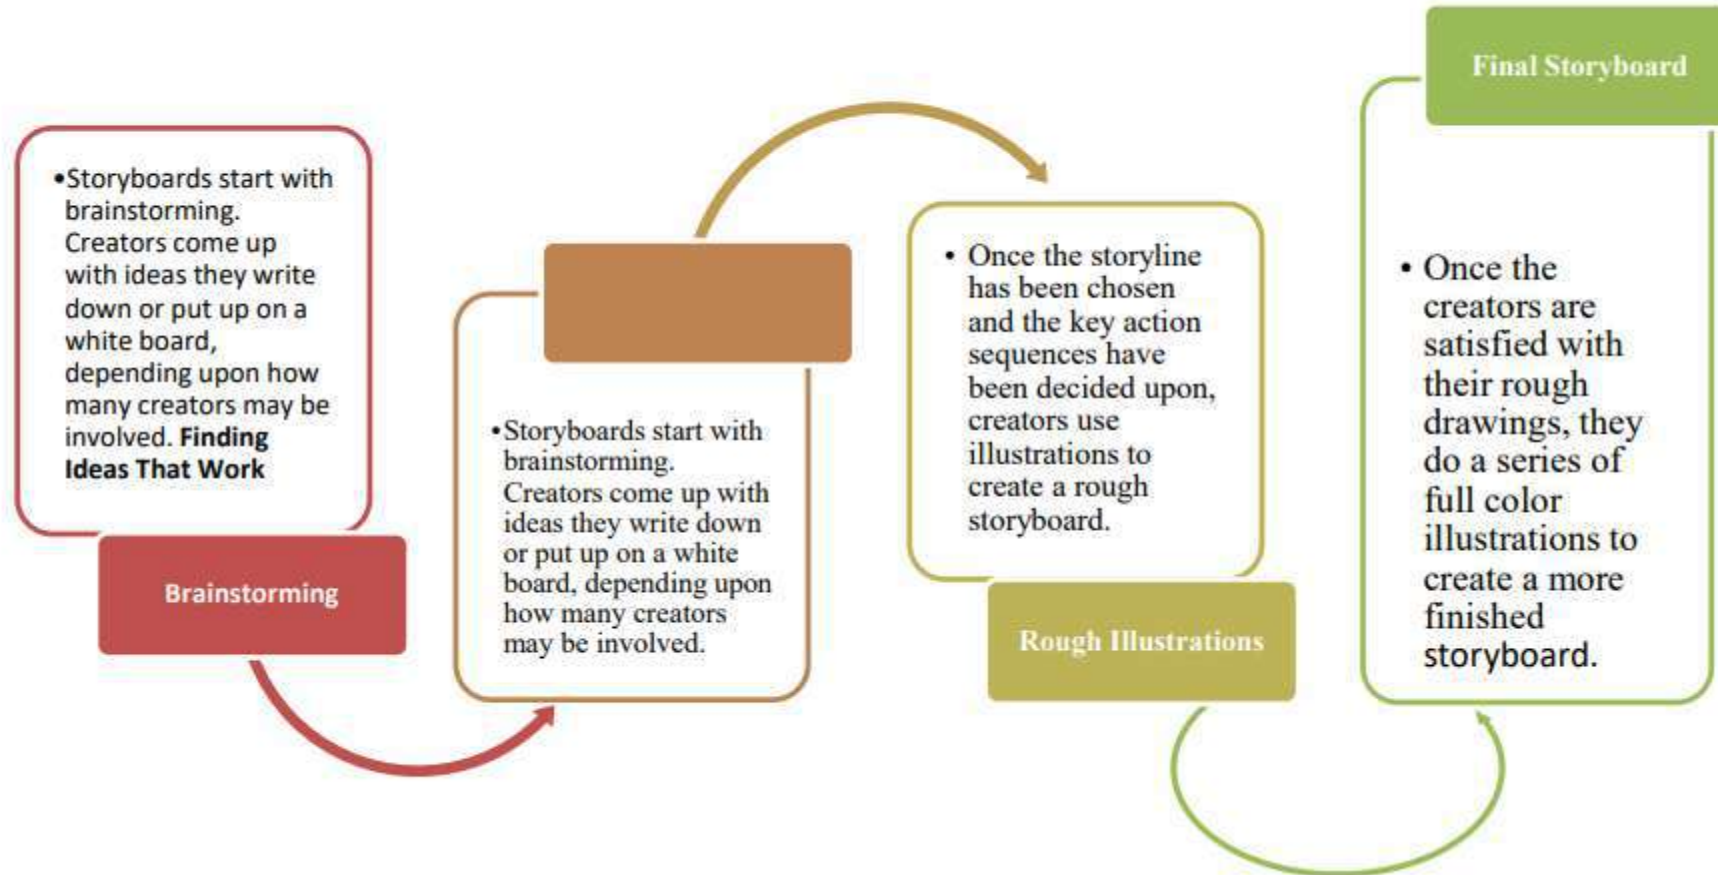 •Storyboards start with
brainstorming.
Creators come up
with ideas they write
down or put up on a
white board,
depending upon how
many creators may be
involved. Finding
Ideas That Work
Brainstorming
•Storyboards start with
brainstorming.
Creators come up with
ideas they write down
or put up on a white
board, depending upon
how many creators
may be involved.
• Once the storyline
has been chosen
and the key action
sequences have
been decided upon,
creators use
illustrations to
create a rough
storyboard.
Rough Illustrations
Final Storyboard
• Once the
creators are
satisfied with
their rough
drawings, they
do a series of
full color
illustrations to
create a more
finished
storyboard.